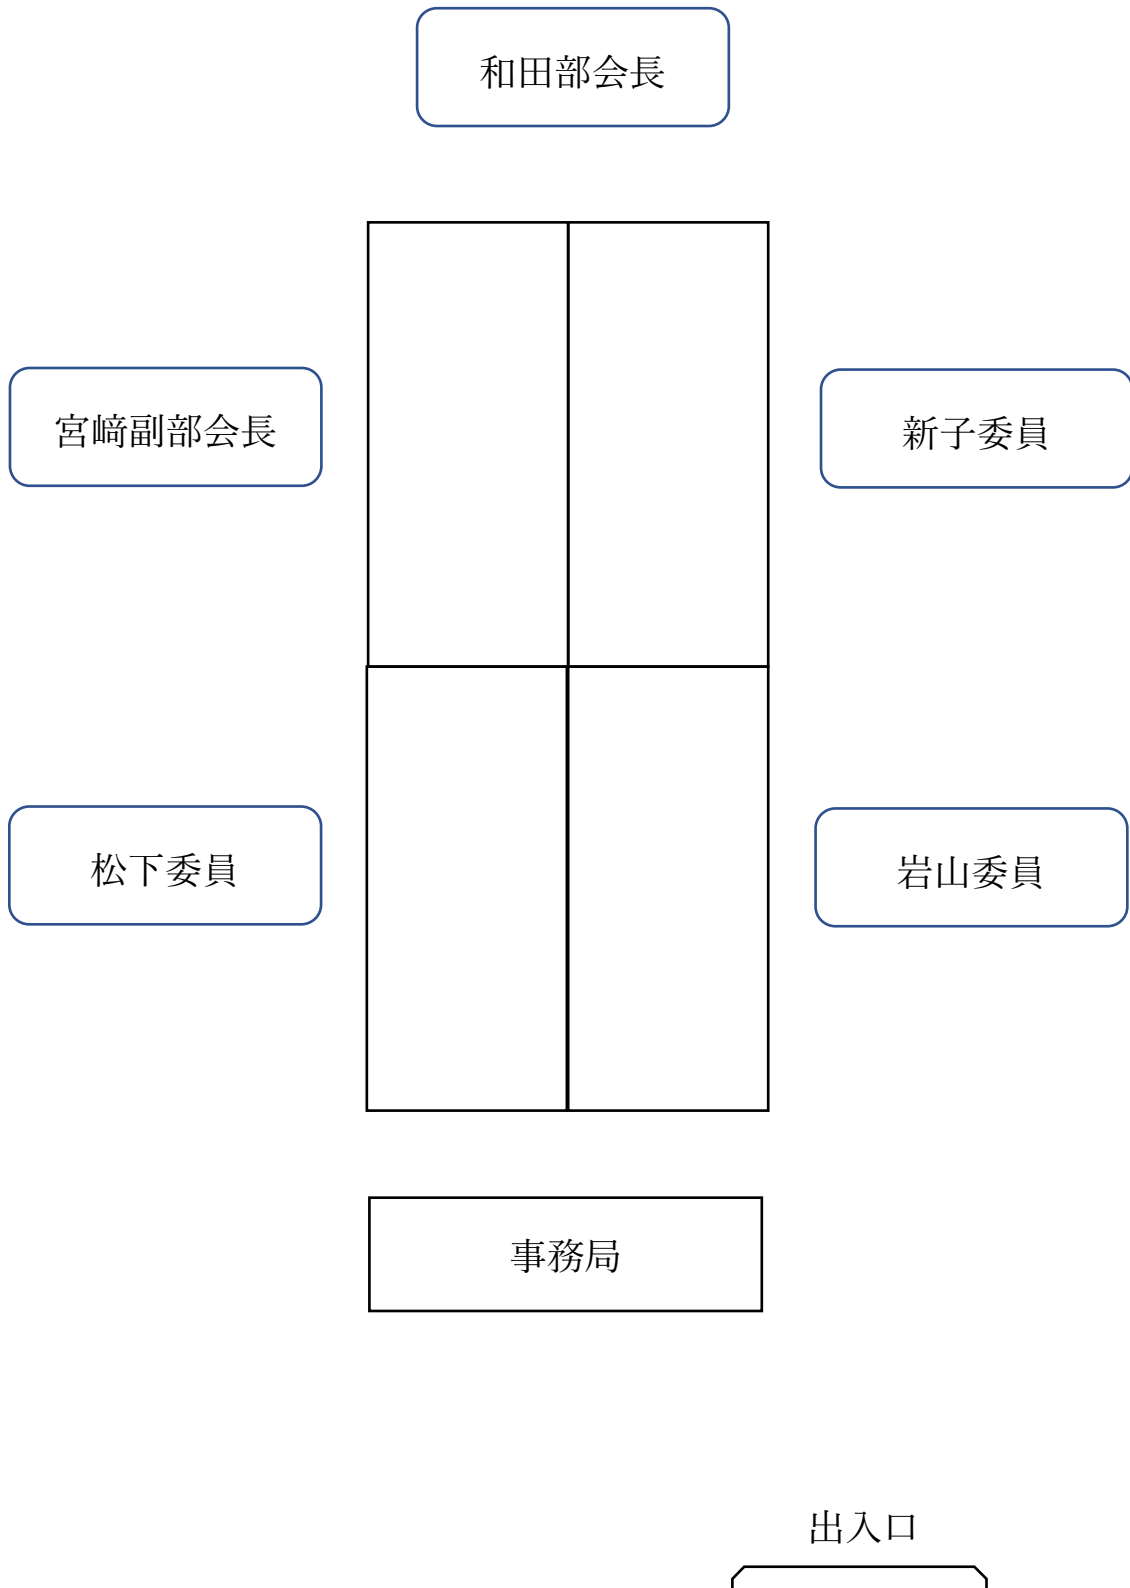 和田部会長
宮﨑副部会長
新子委員
松下委員
岩山委員
事務局
出入口